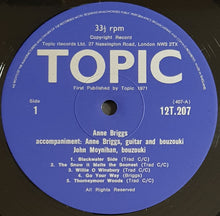 33⅓ rpm
Copyright Record
Topic records Ltd. 27 Nassington Road, London NW3 2TX
TOPIC
First Published by Topic 1971
Side
1
(407-A)
12T.207
Anne Briggs
accompaniment: Anne Briggs, guitar and bouzouki
John Moynihan, bouzouki
1. Blackwater Side (Trad C/C)
2. The Snow it Melts the Soonest (Trad C/C)
3. Willie O Winsbury (Trad C/C)
4. Go Your Way (Briggs)
5. Thorneymoor Woods (Trad C/C)
All Rights Reserved